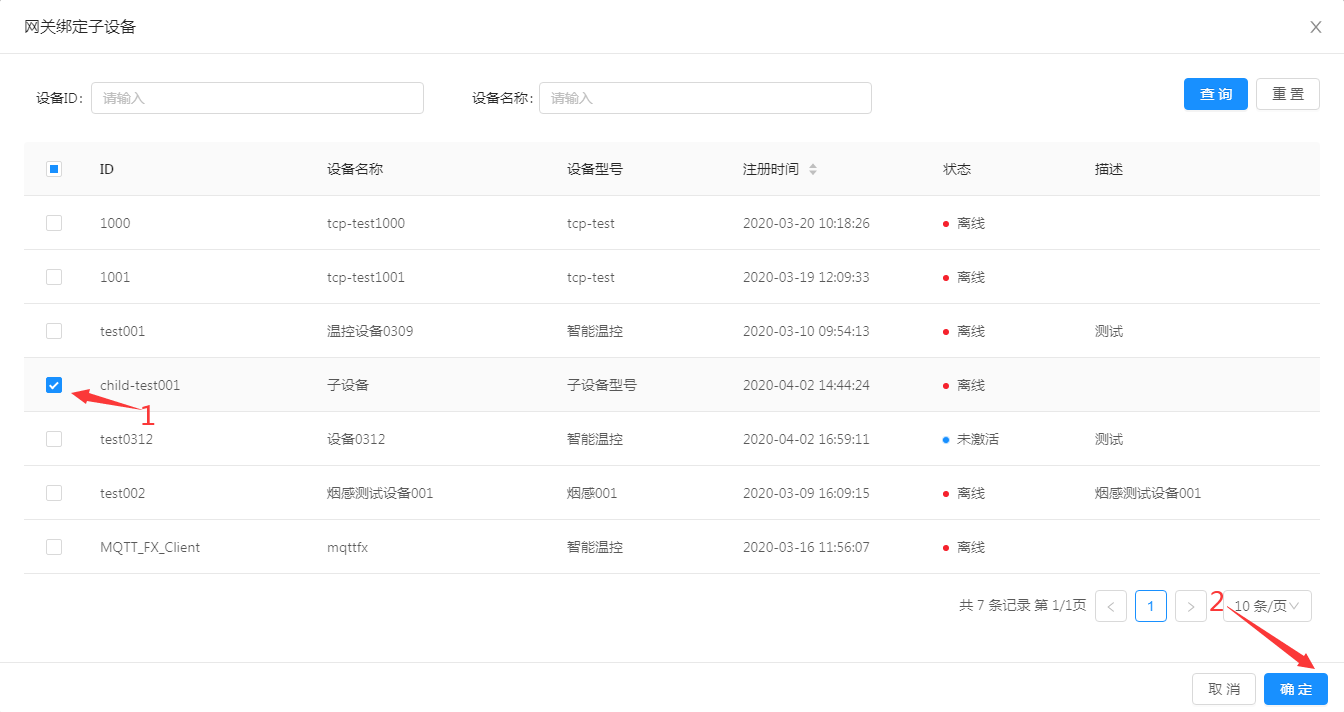 网关绑定子设备
设备ID: 请输入 设备名称: 请输入 查 询 重 置
ID 设备名称 设备型号 注册时间 状态 描述
1000 tcp-test1000 tcp-test 2020-03-20 10:18:26 离线
1001 tcp-test1001 tcp-test 2020-03-19 12:09:33 离线
test001 温控设备0309 智能温控 2020-03-10 09:54:13 离线 测试
child-test001 子设备 子设备型号 2020-04-02 14:44:24 离线
1
test0312 设备0312 智能温控 2020-04-02 16:59:11 未激活 测试
test002 烟感测试设备001 烟感001 2020-03-09 16:09:15 离线 烟感测试设备001
MQTT_FX_Client mqttfx 智能温控 2020-03-16 11:56:07 离线
共 7 条记录 第 1/1页 < 1 > 2 10 条/页
取 消 确 定